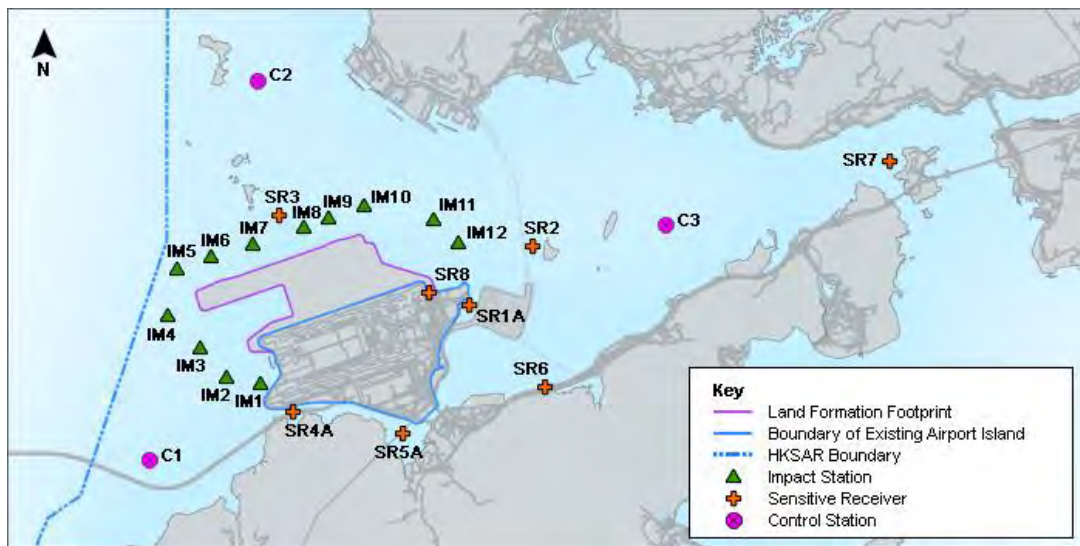 N
C2
SR7
SR3
IM9
IM10
IM8
IM7
IM11
IM6
IM12
SR2
C3
IM5
SR8
SR1A
IM4
IM3
IM2
IM1
SR6
SR4A
SR5A
C1
Key
Land Formation Footprint
Boundary of Existing Airport Island
HKSAR Boundary
Impact Station
Sensitive Receiver
Control Station